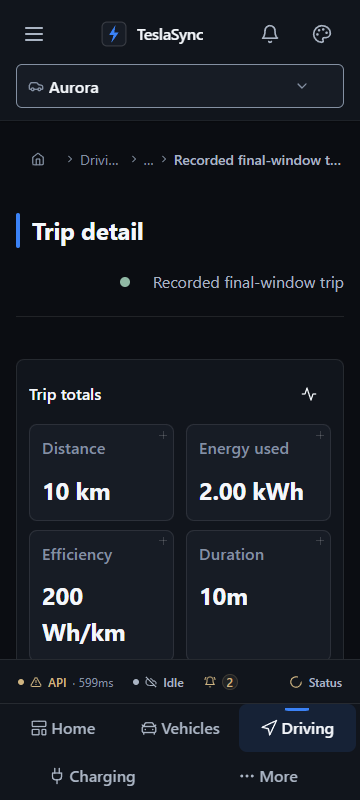 TeslaSync
Aurora
Drivi... > ... > Recorded final-window t...
Trip detail
Recorded final-window trip
Trip totals
Distance
Energy used
10 km
2.00 kWh
Efficiency
Duration
200
Wh/km
10m
API · 599ms
Idle
2
Status
Home
Vehicles
Driving
Charging
More